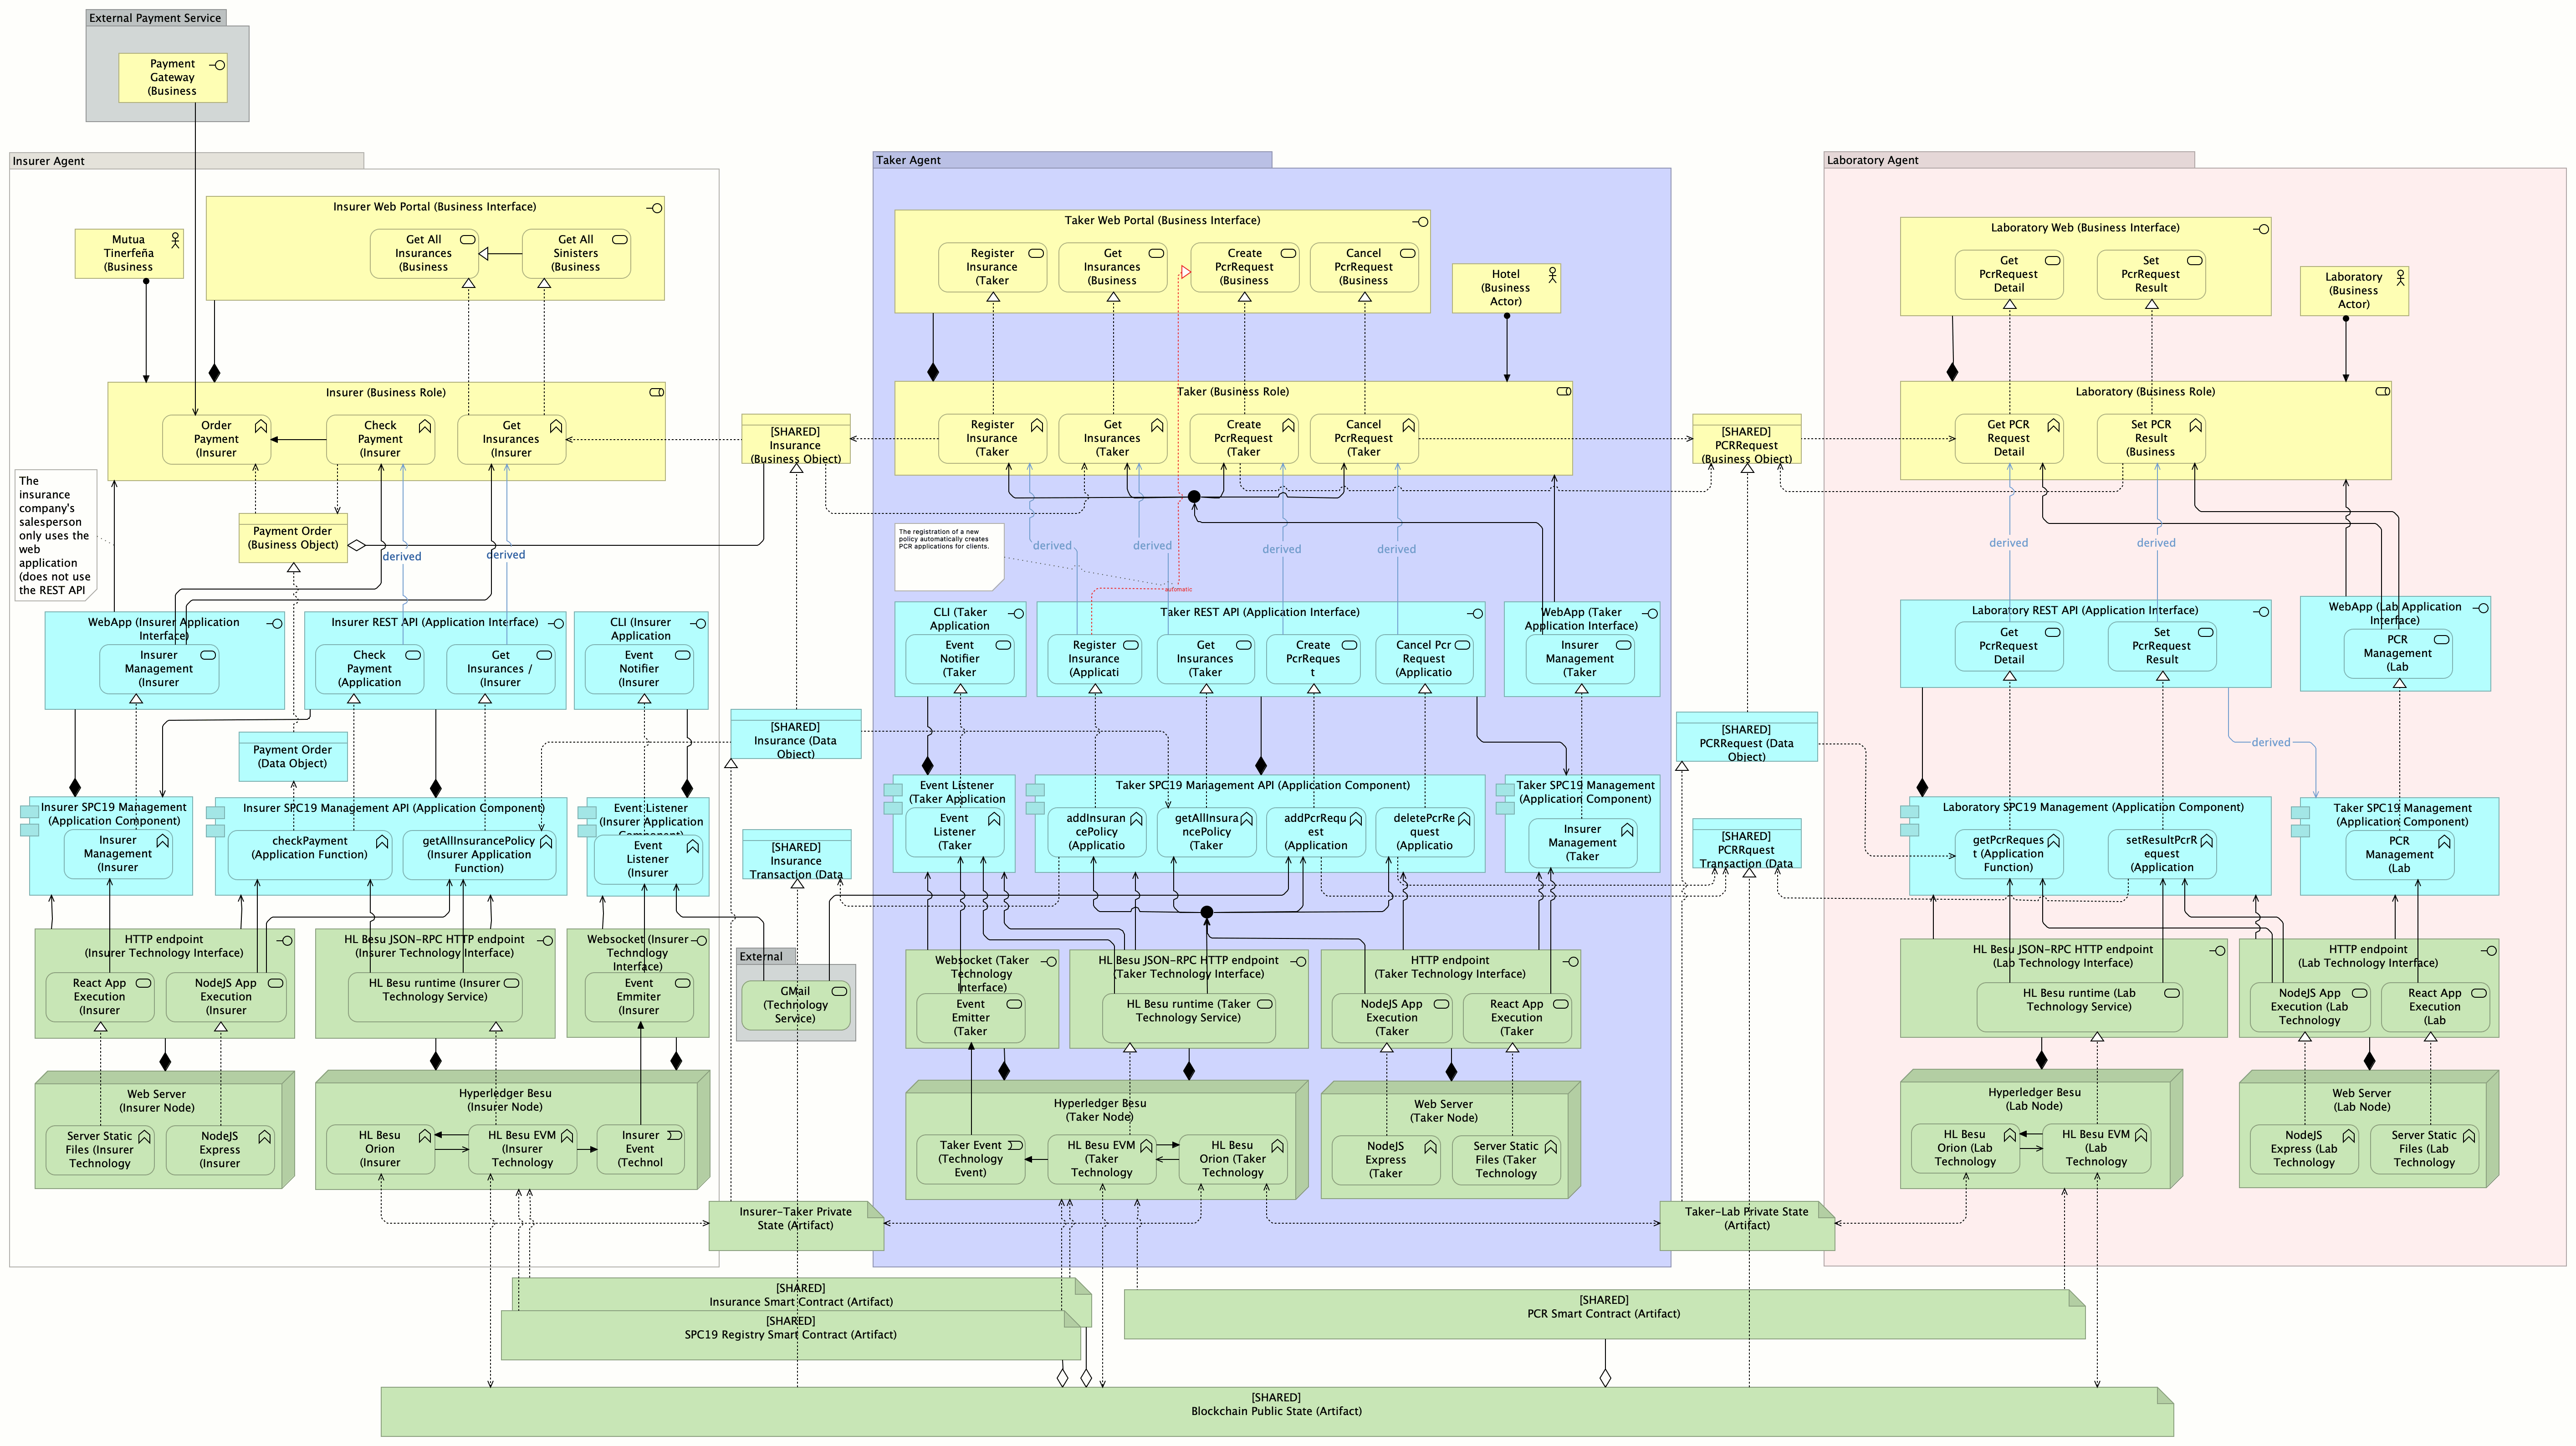 External Payment Service
Payment
Gateway
(Business
Insurer Agent
Insurer Web Portal (Business Interface)
Mutua
Tinerfeña
(Business
Get All
Insurances
(Business
Get All
Sinisters
(Business
Insurer (Business Role)
Order
Payment
(Insurer
Check
Payment
(Insurer
Get
Insurances
(Insurer
The
insurance
company's
salesperson
only uses the
web
application
(does not use
the REST API
Payment Order
(Business Object)
derived
derived
WebApp (Insurer Application
Interface)
Insurer
Management
(Insurer
Insurer REST API (Application Interface)
Check
Payment
(Application
Get
Insurances /
(Insurer
CLI (Insurer
Application
Event
Notifier
(Insurer
Payment Order
(Data Object)
Insurer SPC19 Management
(Application Component)
Insurer
Management
(Insurer
Insurer SPC19 Management API (Application Component)
checkPayment
(Application Function)
getAllInsurancePolicy
(Insurer Application
Function)
Event Listener
(Insurer Application
Component)
Event
Listener
(Insurer
HTTP endpoint
(Insurer Technology Interface)
React App
Execution
(Insurer
NodeJS App
Execution
(Insurer
HL Besu JSON-RPC HTTP endpoint
(Insurer Technology Interface)
HL Besu runtime (Insurer
Technology Service)
Websocket (Insurer
Technology
Interface)
Event
Emmiter
(Insurer
Web Server
(Insurer Node)
Server Static
Files (Insurer
Technology
NodeJS
Express
(Insurer
Hyperledger Besu
(Insurer Node)
HL Besu
Orion
(Insurer
HL Besu EVM
(Insurer
Technology
Insurer
Event
(Technol
[SHARED]
Insurance
(Business Object)
[SHARED]
Insurance (Data
Object)
[SHARED]
Insurance
Transaction (Data
External
GMail
(Technology
Service)
Insurer-Taker Private
State (Artifact)
Taker Agent
Taker Web Portal (Business Interface)
Register
Insurance
(Taker
Get
Insurances
(Business
Create
PcrRequest
(Business
Cancel
PcrRequest
(Business
Hotel
(Business
Actor)
Taker (Business Role)
Register
Insurance
(Taker
Get
Insurances
(Taker
Create
PcrRequest
(Taker
Cancel
PcrRequest
(Taker
The registration of a new
policy automatically creates
PCR applications for clients.
derived
derived
derived
derived
automatic
CLI (Taker
Application
Event
Notifier
(Taker
Taker REST API (Application Interface)
Register
Insurance
(Applicati
Get
Insurances
(Taker
Create
PcrReques
t
Cancel Pcr
Request
(Applicatio
WebApp (Taker
Application Interface)
Insurer
Management
(Taker
Event Listener
(Taker Application
Event
Listener
(Taker
Taker SPC19 Management API (Application Component)
addInsuran
cePolicy
(Applicatio
getAllInsura
ncePolicy
(Taker
addPcrRequ
est
(Application
deletePcrRe
quest
(Applicatio
Taker SPC19 Management
(Application Component)
Insurer
Management
(Taker
Websocket (Taker
Technology
Interface)
Event
Emitter
(Taker
HL Besu JSON-RPC HTTP endpoint
(Taker Technology Interface)
HL Besu runtime (Taker
Technology Service)
HTTP endpoint
(Taker Technology Interface)
NodeJS App
Execution
(Taker
React App
Execution
(Taker
Hyperledger Besu
(Taker Node)
Taker Event
(Technology
Event)
HL Besu EVM
(Taker
Technology
HL Besu
Orion (Taker
Technology
Web Server
(Taker Node)
NodeJS
Express
(Taker
Server Static
Files (Taker
Technology
[SHARED]
PCRRequest
(Business Object)
[SHARED]
PCRRequest (Data
Object)
[SHARED]
PCRRquest
Transaction (Data
Taker-Lab Private State
(Artifact)
Laboratory Agent
Laboratory Web (Business Interface)
Get
PcrRequest
Detail
Set
PcrRequest
Result
Laboratory
(Business
Actor)
Laboratory (Business Role)
Get PCR
Request
Detail
Set PCR
Result
(Business
derived
derived
Laboratory REST API (Application Interface)
Get
PcrRequest
Detail
Set
PcrRequest
Result
WebApp (Lab Application
Interface)
PCR
Management
(Lab
derived
Laboratory SPC19 Management (Application Component)
getPcrReques
t (Application
Function)
setResultPcrR
equest
(Application
Taker SPC19 Management
(Application Component)
PCR
Management
(Lab
HL Besu JSON-RPC HTTP endpoint
(Lab Technology Interface)
HL Besu runtime (Lab
Technology Service)
HTTP endpoint
(Lab Technology Interface)
NodeJS App
Execution (Lab
Technology
React App
Execution
(Lab
Hyperledger Besu
(Lab Node)
HL Besu
Orion (Lab
Technology
HL Besu EVM
(Lab
Technology
Web Server
(Lab Node)
NodeJS
Express (Lab
Technology
Server Static
Files (Lab
Technology
[SHARED]
Insurance Smart Contract (Artifact)
[SHARED]
SPC19 Registry Smart Contract (Artifact)
[SHARED]
PCR Smart Contract (Artifact)
[SHARED]
Blockchain Public State (Artifact)